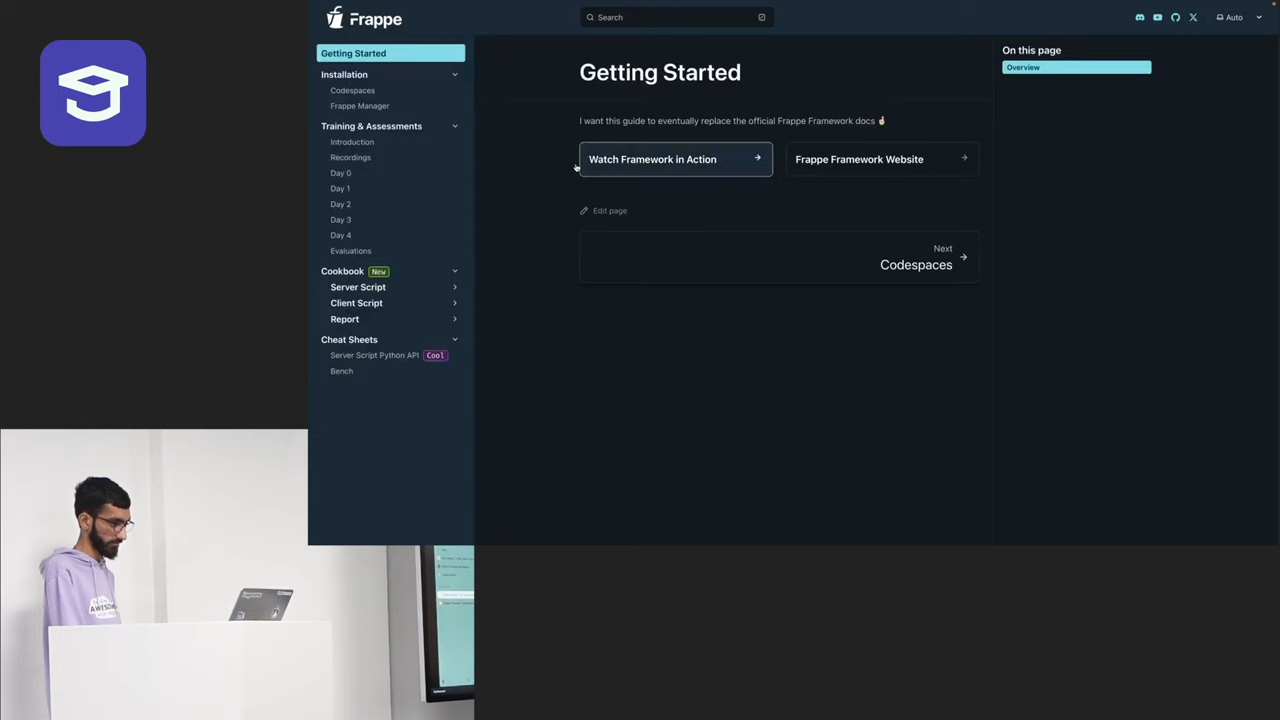 Frappe
Search
Auto
Getting Started
Installation
Codespaces
Frappe Manager
Training & Assessments
Introduction
Recordings
Day 0
Day 1
Day 2
Day 3
Day 4
Evaluations
Cookbook New
Server Script
Client Script
Report
Cheat Sheets
Server Script Python API Cool
Bench
Getting Started
I want this guide to eventually replace the official Frappe Framework docs 🤞
Watch Framework in Action
Frappe Framework Website
Edit page
Next
Codespaces
On this page
Overview
AWESOME